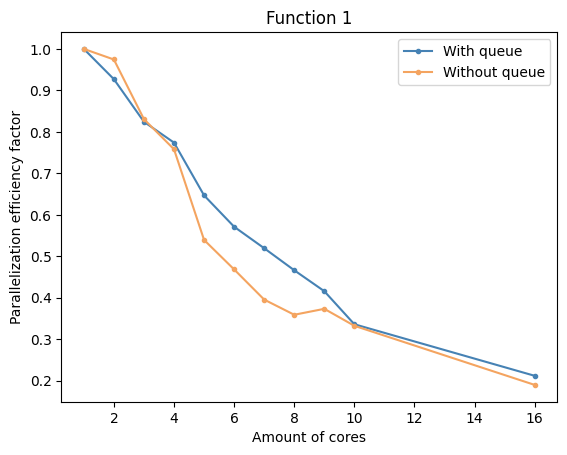 Function 1
With queue
Without queue
Parallelization efficiency factor
1.0
0.9
0.8
0.7
0.6
0.5
0.4
0.3
0.2
2 4 6 8 10 12 14 16
Amount of cores